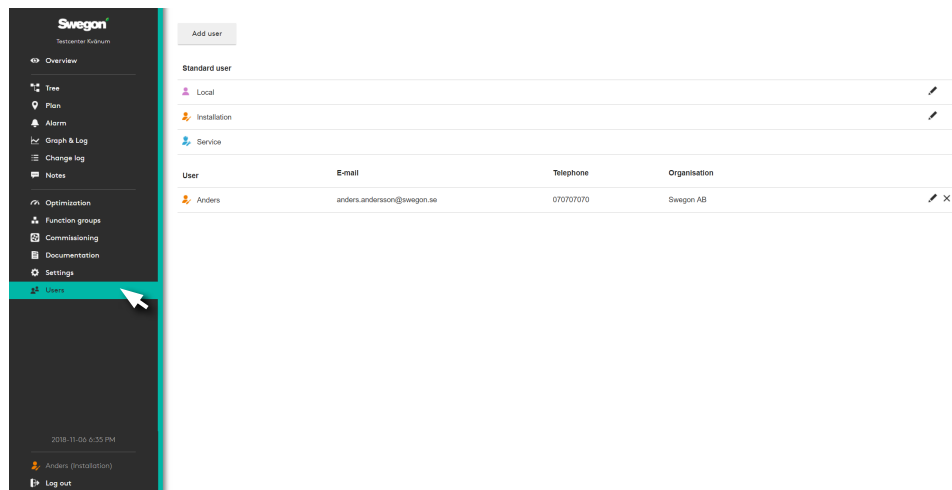 Swegon
Testcenter Kvänum
Overview
Tree
Plan
Alarm
Graph & Log
Change log
Notes
Optimization
Function groups
Commissioning
Documentation
Settings
Users
2018-11-06 6:35 PM
Anders (Installation)
Log out
Add user
Standard user
Local
Installation
Service
User E-mail Telephone Organisation
Anders anders.andersson@swegon.se 070707070 Swegon AB